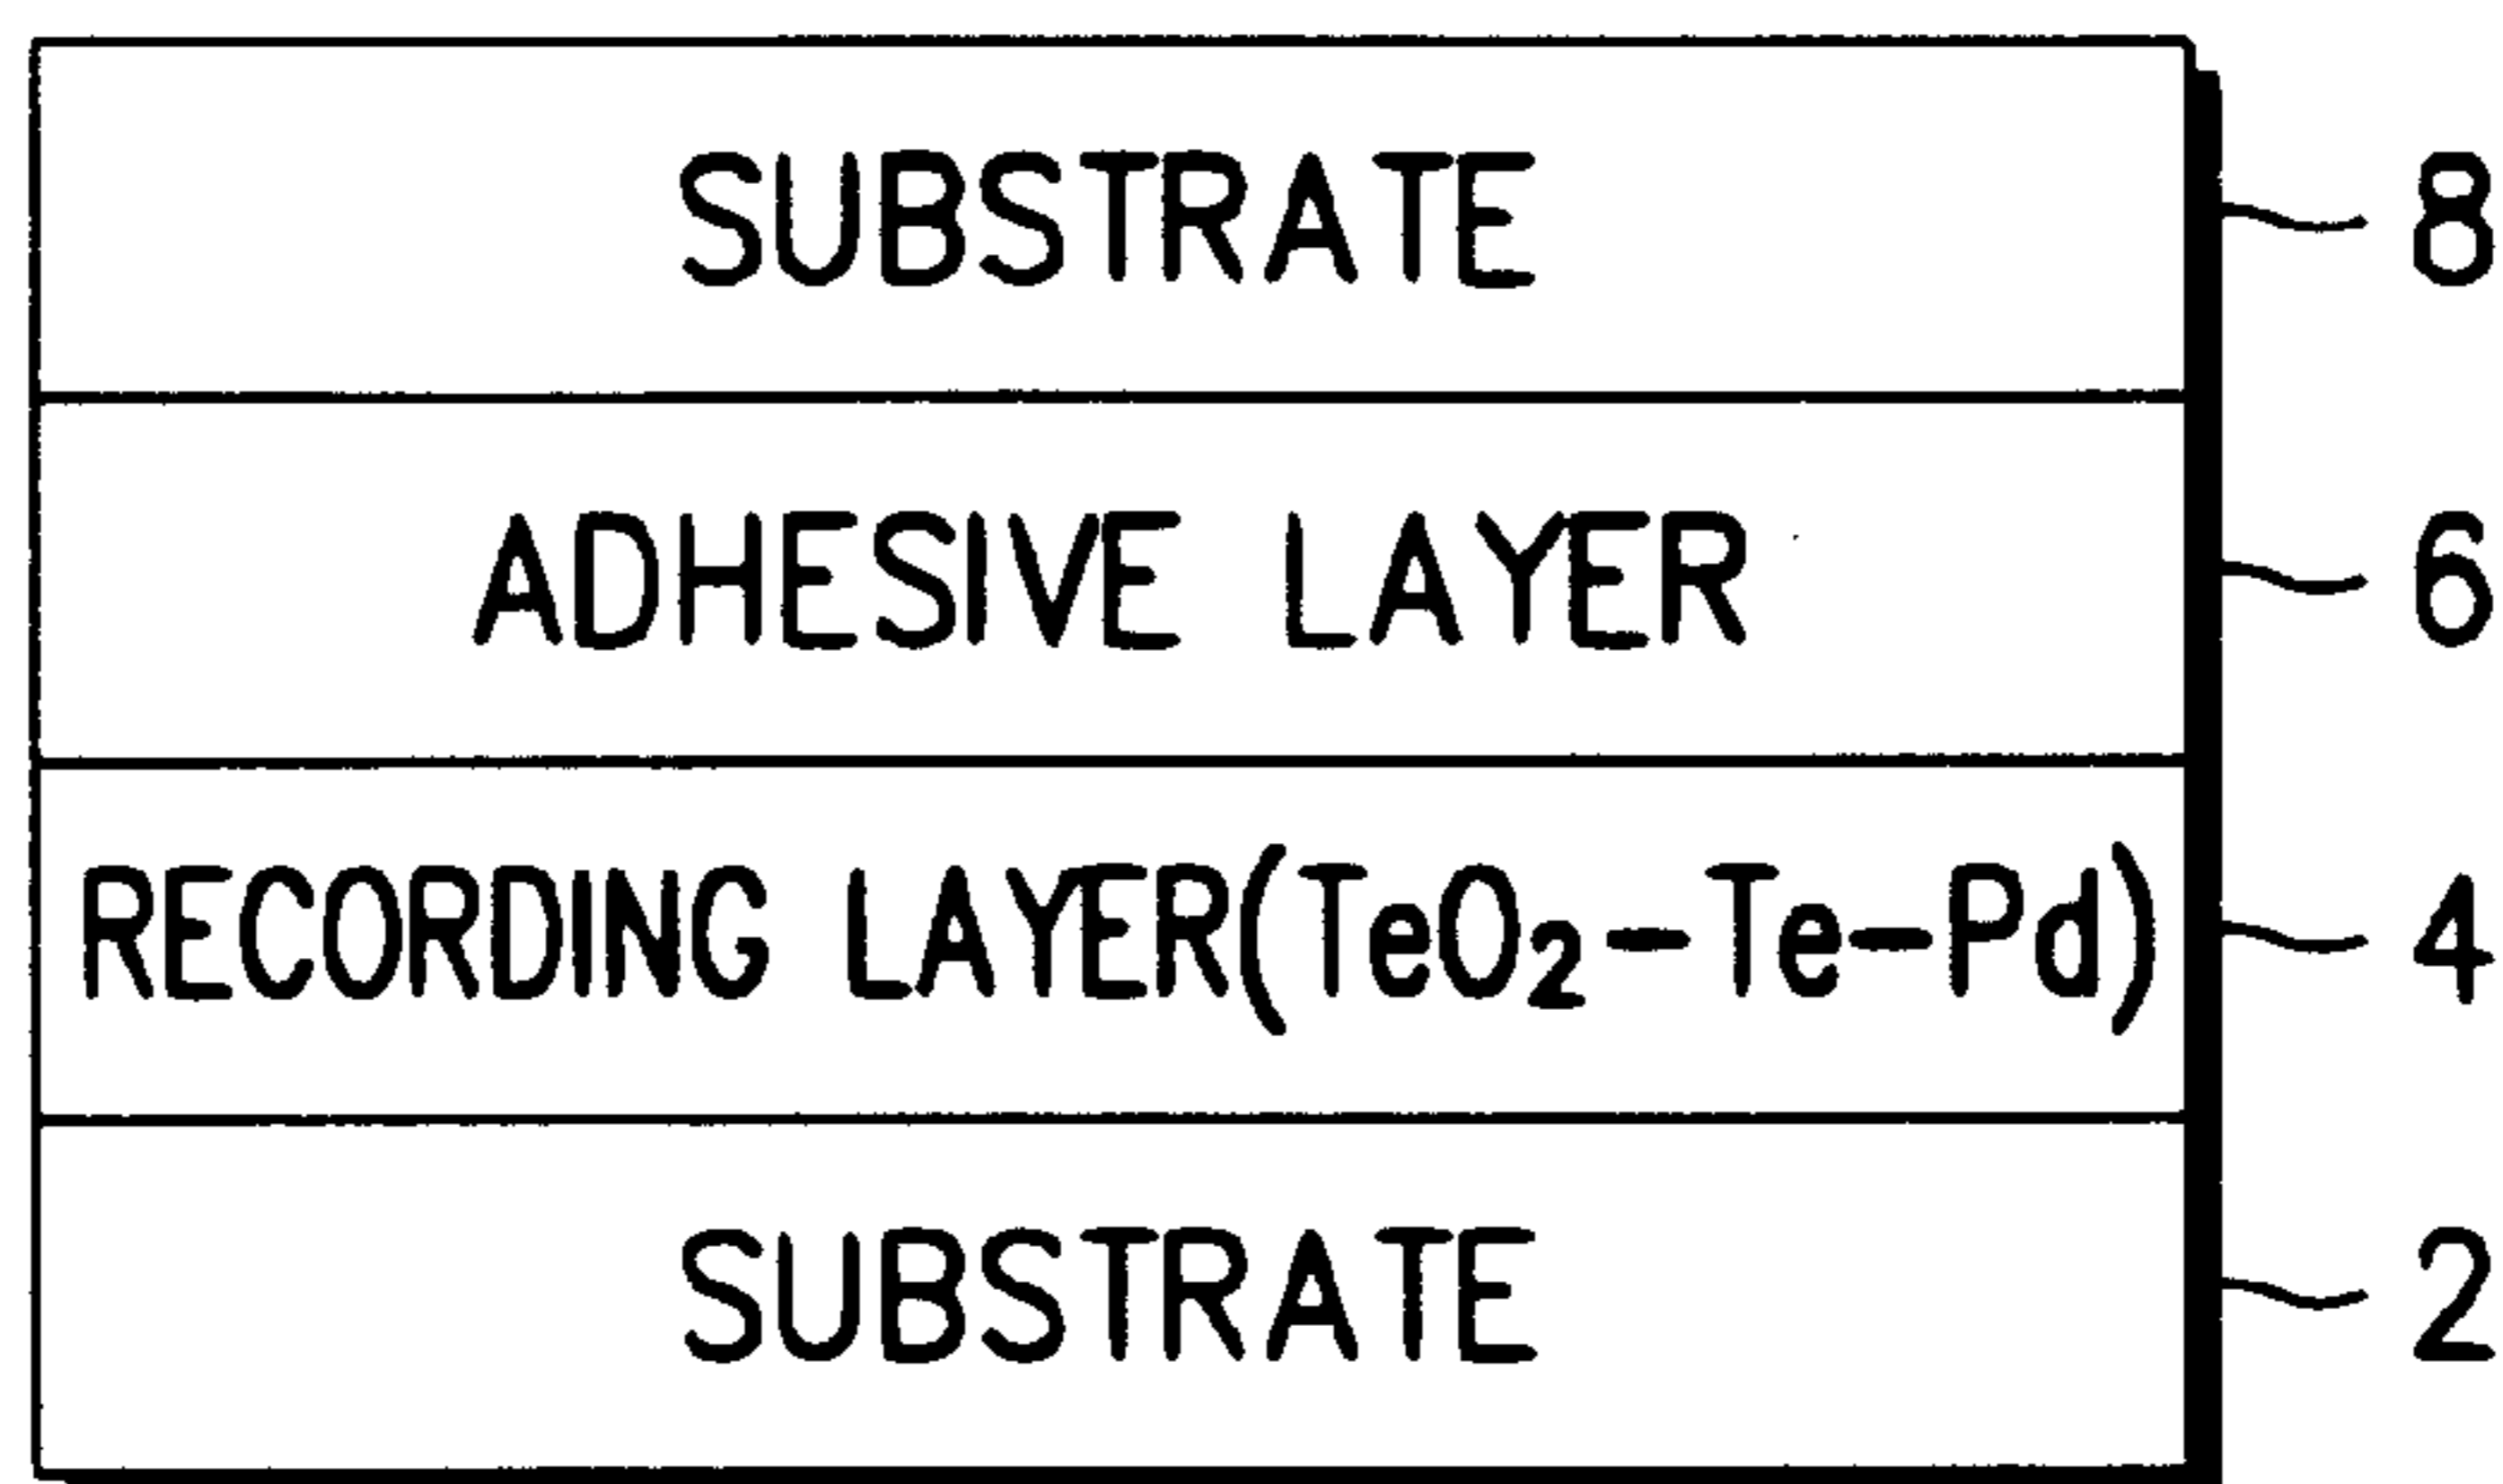 SUBSTRATE 8
ADHESIVE LAYER 6
RECORDING LAYER(TeO₂-Te-Pd) 4
SUBSTRATE 2